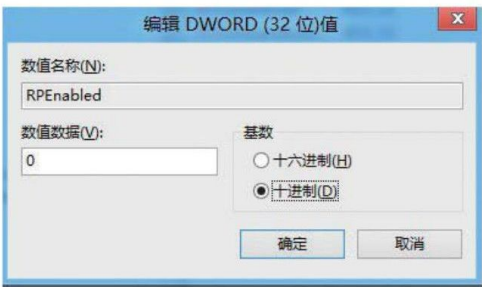 编辑 DWORD (32 位)值
x
数值名称(N):
RPEnabled
数值数据(V):
0
基数
十六进制(H)
十进制(D)
确定
取消